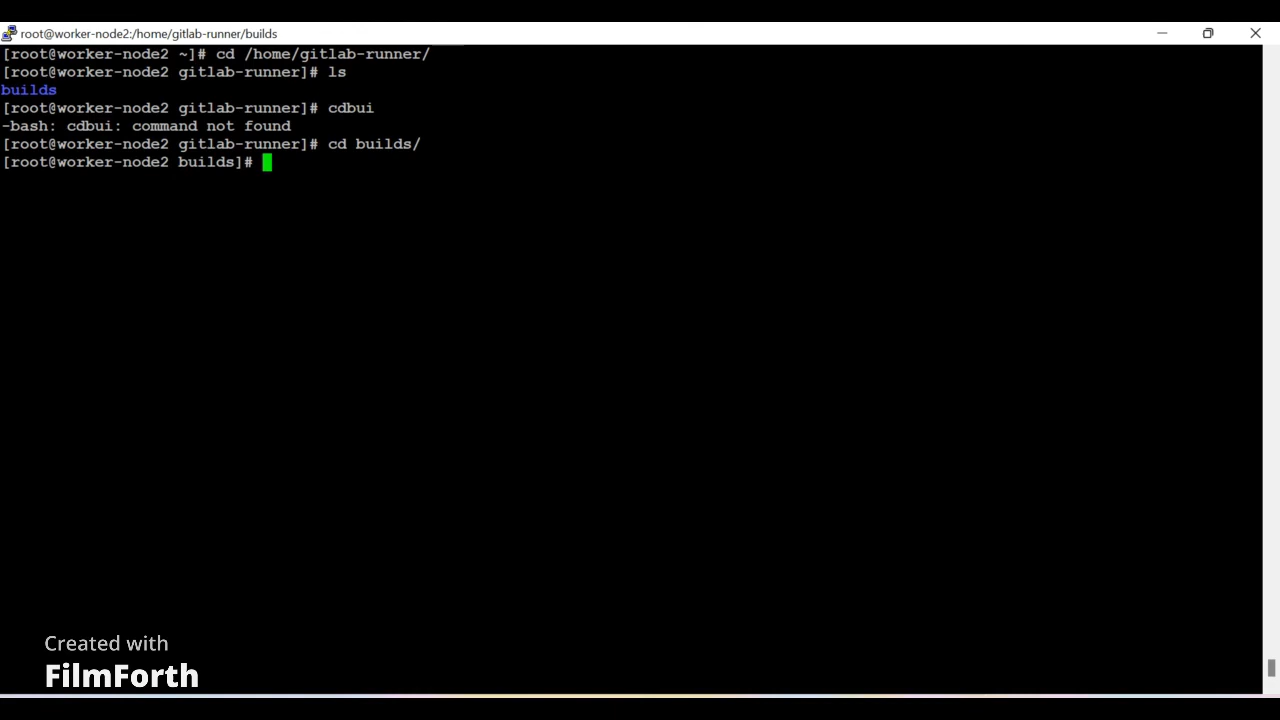 root@worker-node2:/home/gitlab-runner/builds
[root@worker-node2 ~]# cd /home/gitlab-runner/
[root@worker-node2 gitlab-runner]# ls
builds
[root@worker-node2 gitlab-runner]# cdbui
-bash: cdbui: command not found
[root@worker-node2 gitlab-runner]# cd builds/
[root@worker-node2 builds]#
Created with
FilmForth